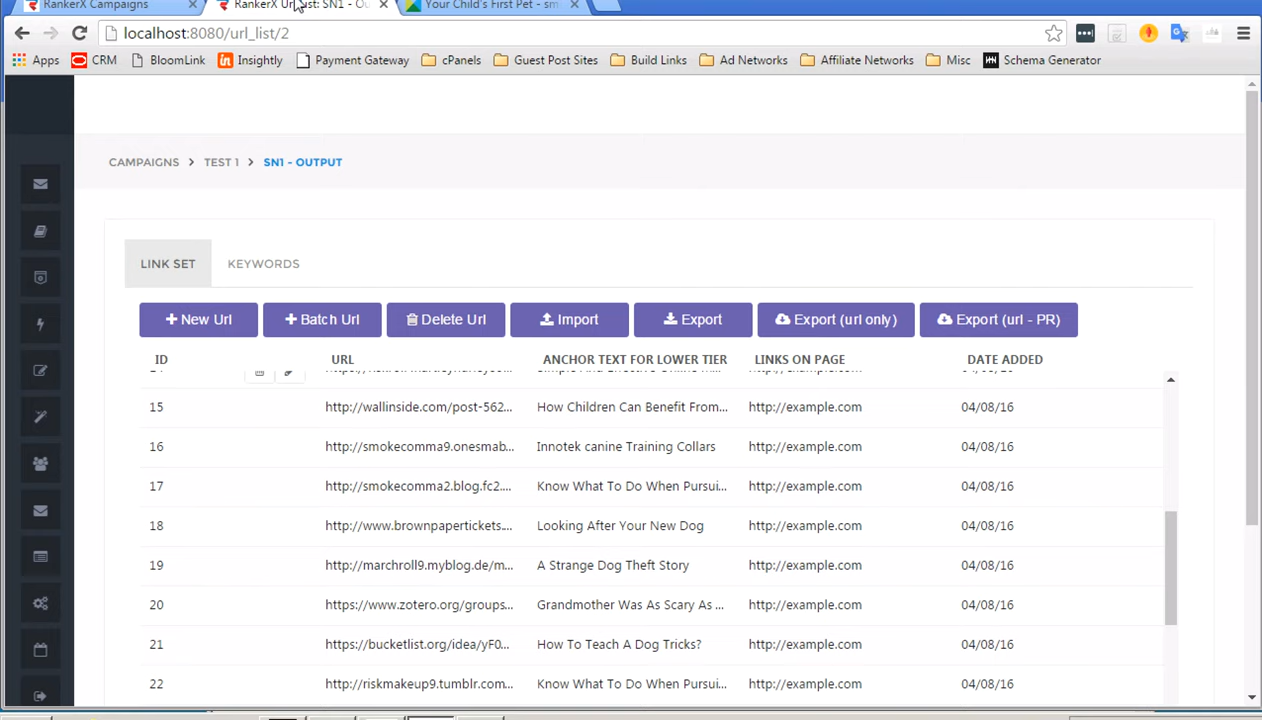 RankerX Campaigns
RankerX Url List: SN1 - Ou
Your Child's First Pet - sm
localhost:8080/url_list/2
Apps CRM BloomLink Insightly Payment Gateway cPanels Guest Post Sites Build Links Ad Networks Affiliate Networks Misc Schema Generator
CAMPAIGNS > TEST 1 > SN1 - OUTPUT
LINK SET KEYWORDS
+ New Url + Batch Url Delete Url Import Export Export (url only) Export (url - PR)
ID URL ANCHOR TEXT FOR LOWER TIER LINKS ON PAGE DATE ADDED
15 http://wallinside.com/post-562... How Children Can Benefit From... http://example.com 04/08/16
16 http://smokecomma9.onesmab... Innotek canine Training Collars http://example.com 04/08/16
17 http://smokecomma2.blog.fc2.... Know What To Do When Pursui... http://example.com 04/08/16
18 http://www.brownpapertickets.... Looking After Your New Dog http://example.com 04/08/16
19 http://marchroll9.myblog.de/m... A Strange Dog Theft Story http://example.com 04/08/16
20 https://www.zotero.org/groups... Grandmother Was As Scary As ... http://example.com 04/08/16
21 https://bucketlist.org/idea/yF0... How To Teach A Dog Tricks? http://example.com 04/08/16
22 http://riskmakeup9.tumblr.com... Know What To Do When Pursui... http://example.com 04/08/16